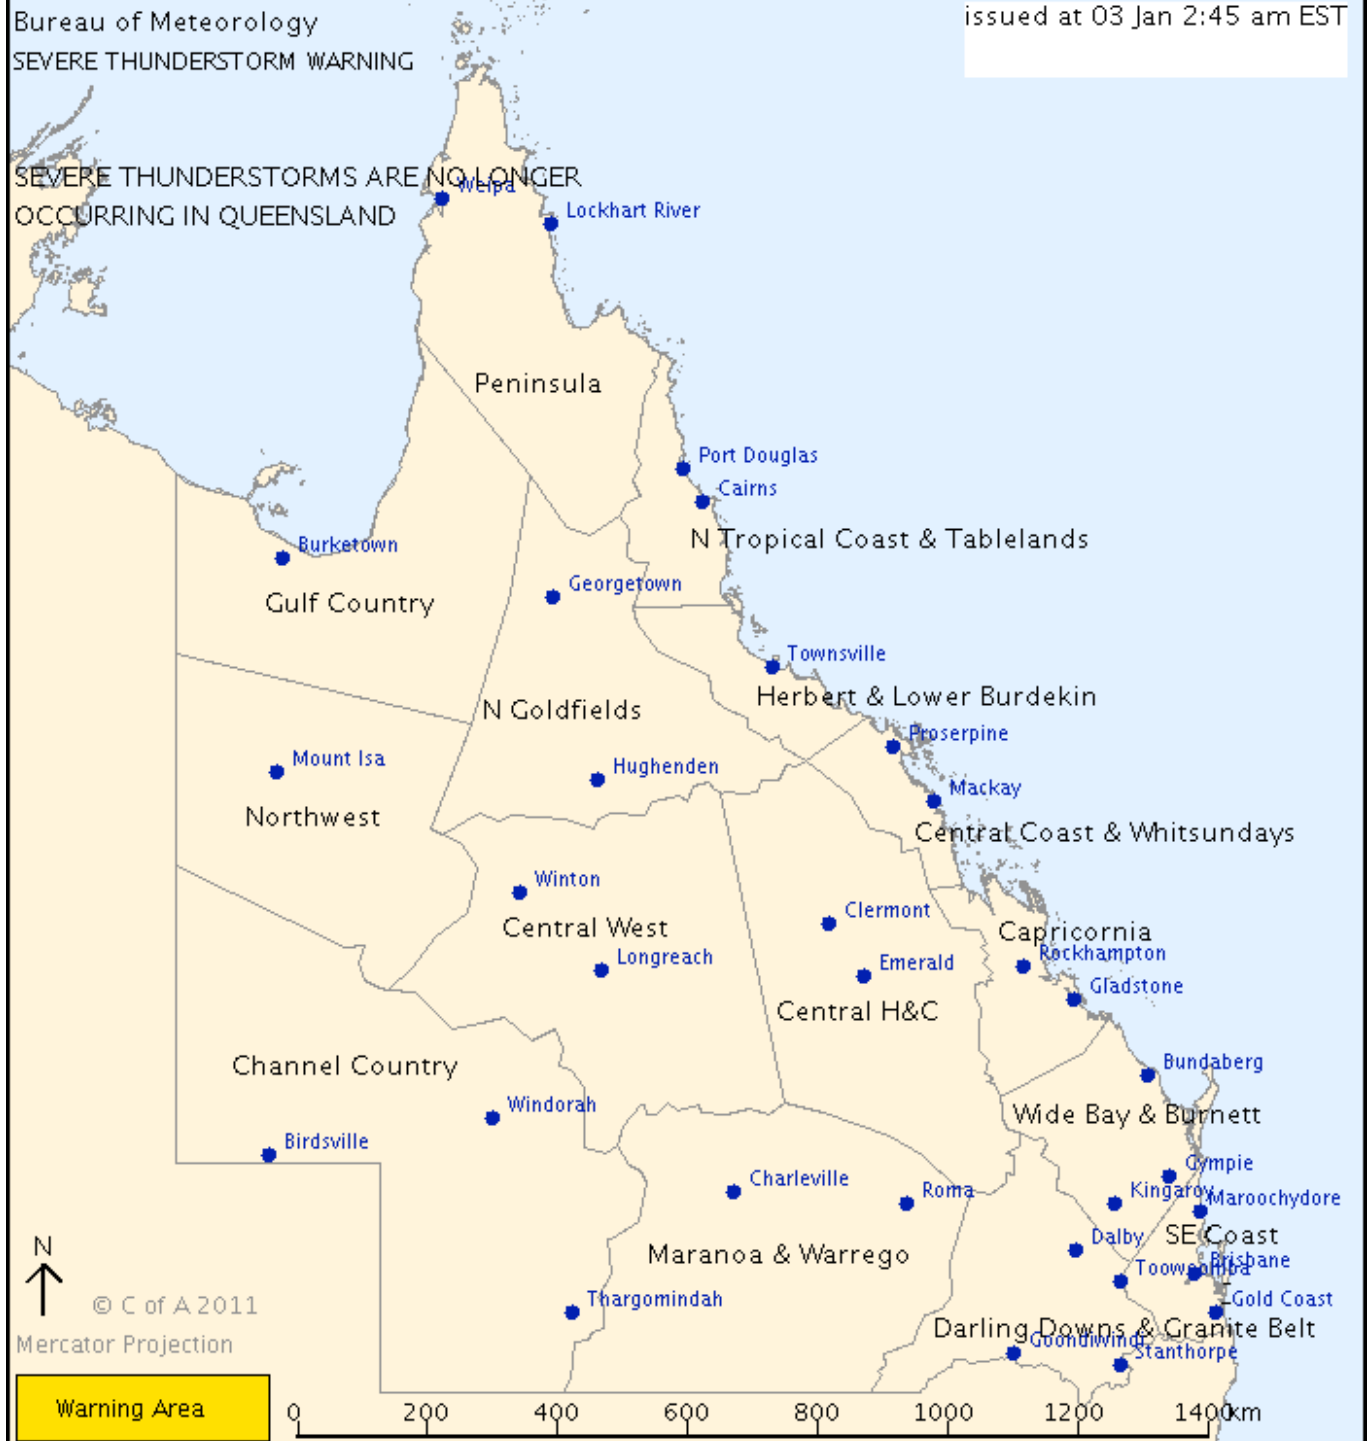 Bureau of Meteorology
issued at 03 Jan 2:45 am EST
SEVERE THUNDERSTORM WARNING
SEVERE THUNDERSTORMS ARE NO LONGER
OCCURRING IN QUEENSLAND
Weipa
Lockhart River
Peninsula
Port Douglas
Cairns
N Tropical Coast & Tablelands
Burketown
Georgetown
Gulf Country
Townsville
Herbert & Lower Burdekin
N Goldfields
Proserpine
Mount Isa
Hughenden
Mackay
Northwest
Central Coast & Whitsundays
Winton
Clermont
Central West
Capricornia
Rockhampton
Longreach
Emerald
Gladstone
Central H&C
Channel Country
Bundaberg
Windorah
Wide Bay & Burnett
Birdsville
Gympie
Charleville
Roma
Kingaroy
Maroochydore
Dalby
SE Coast
Maranoa & Warrego
Brisbane
Toowoomba
N
Thargomindah
Gold Coast
© C of A 2011
Darling Downs & Granite Belt
Goondiwindi
Mercator Projection
Stanthorpe
Warning Area
0 200 400 600 800 1000 1200 1400km